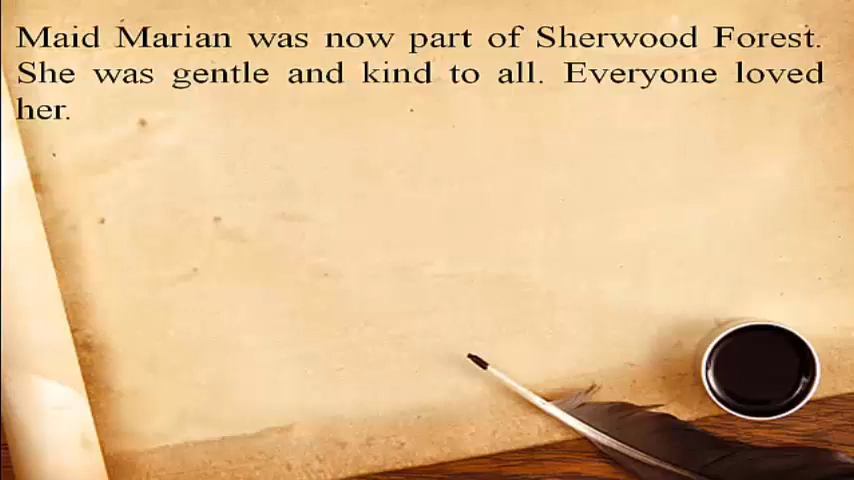 Maid Marian was now part of Sherwood Forest.
She was gentle and kind to all. Everyone loved
her.